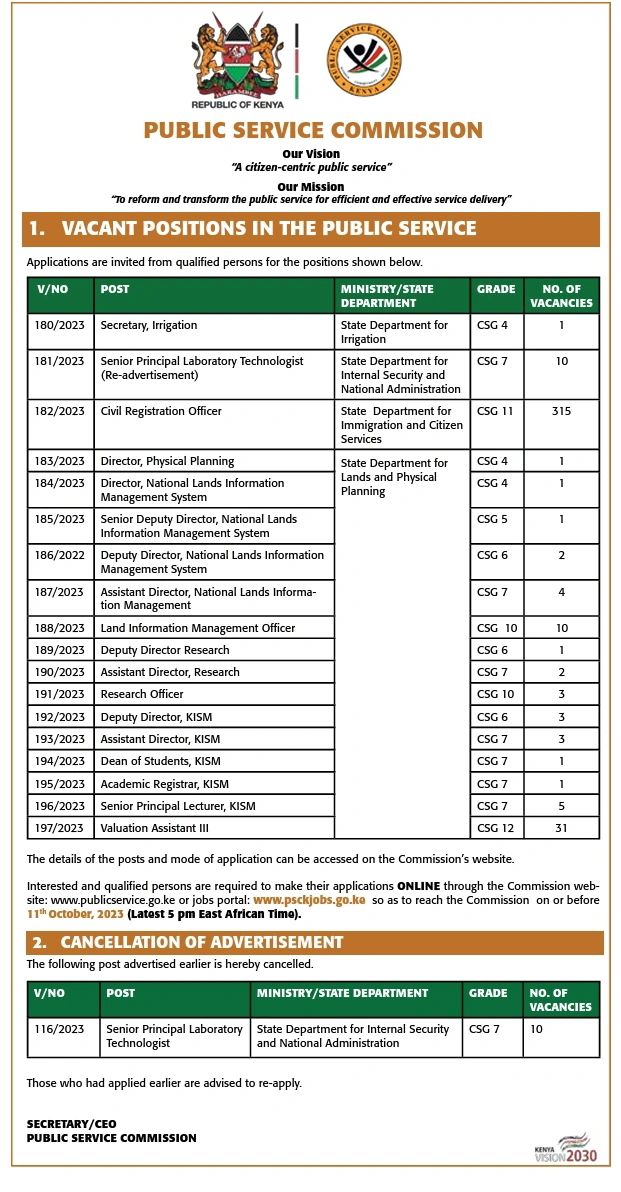 HARAMBEE
REPUBLIC OF KENYA
PUBLIC SERVICE COMMISSION
KENYA
PUBLIC SERVICE COMMISSION
Our Vision
“A citizen-centric public service”
Our Mission
“To reform and transform the public service for efficient and effective service delivery”
1. VACANT POSITIONS IN THE PUBLIC SERVICE
Applications are invited from qualified persons for the positions shown below.
V/NO POST MINISTRY/STATE DEPARTMENT GRADE NO. OF VACANCIES
180/2023 Secretary, Irrigation State Department for Irrigation CSG 4 1
181/2023 Senior Principal Laboratory Technologist (Re-advertisement) State Department for Internal Security and National Administration CSG 7 10
182/2023 Civil Registration Officer State Department for Immigration and Citizen Services CSG 11 315
183/2023 Director, Physical Planning State Department for Lands and Physical Planning CSG 4 1
184/2023 Director, National Lands Information Management System CSG 4 1
185/2023 Senior Deputy Director, National Lands Information Management System CSG 5 1
186/2022 Deputy Director, National Lands Information Management System CSG 6 2
187/2023 Assistant Director, National Lands Informa-tion Management CSG 7 4
188/2023 Land Information Management Officer CSG 10 10
189/2023 Deputy Director Research CSG 6 1
190/2023 Assistant Director, Research CSG 7 2
191/2023 Research Officer CSG 10 3
192/2023 Deputy Director, KISM CSG 6 3
193/2023 Assistant Director, KISM CSG 7 3
194/2023 Dean of Students, KISM CSG 7 1
195/2023 Academic Registrar, KISM CSG 7 1
196/2023 Senior Principal Lecturer, KISM CSG 7 5
197/2023 Valuation Assistant III CSG 12 31
The details of the posts and mode of application can be accessed on the Commission’s website.
Interested and qualified persons are required to make their applications ONLINE through the Commission web-
site: www.publicservice.go.ke or jobs portal: www.psckjobs.go.ke so as to reach the Commission on or before
11th October, 2023 (Latest 5 pm East African Time).
2. CANCELLATION OF ADVERTISEMENT
The following post advertised earlier is hereby cancelled.
V/NO POST MINISTRY/STATE DEPARTMENT GRADE NO. OF VACANCIES
116/2023 Senior Principal Laboratory Technologist State Department for Internal Security and National Administration CSG 7 10
Those who had applied earlier are advised to re-apply.
SECRETARY/CEO
PUBLIC SERVICE COMMISSION
KENYA
VISION 2030